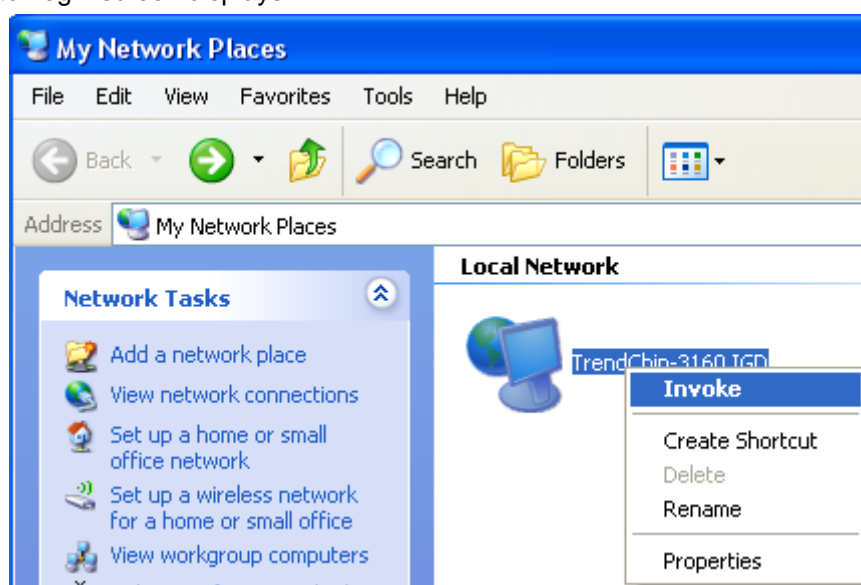 My Network Places
File Edit View Favorites Tools Help
Back Search Folders
Address My Network Places
Network Tasks
Add a network place
View network connections
Set up a home or small
office network
Set up a wireless network
for a home or small office
View workgroup computers
Local Network
TrendChip-3160 IGD
Invoke
Create Shortcut
Delete
Rename
Properties